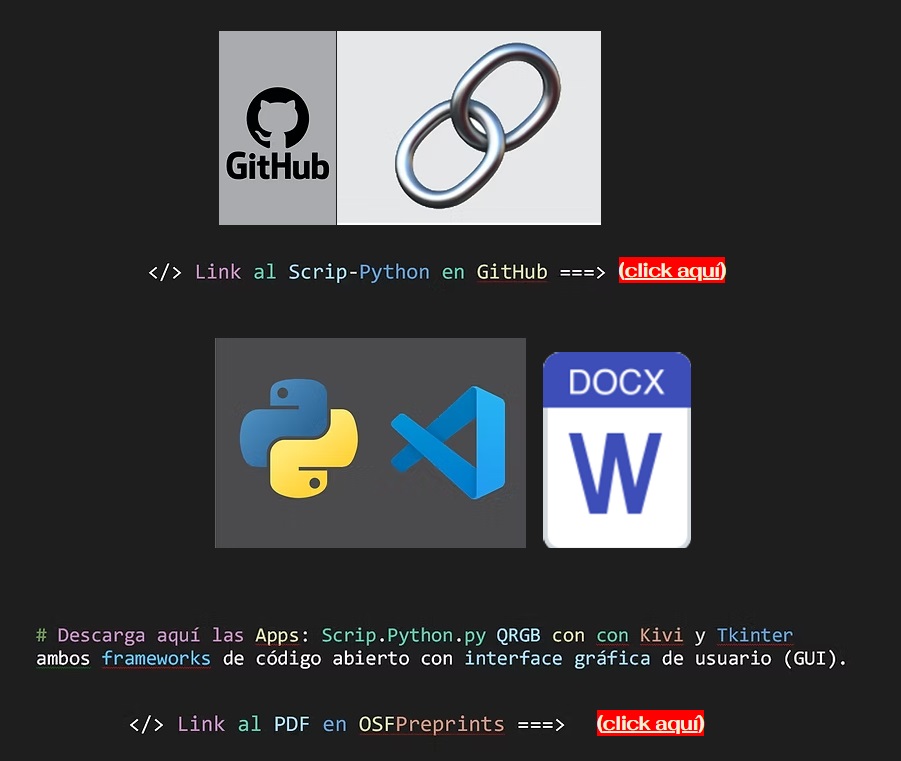 GitHub
</> Link al Scrip-Python en GitHub ===> (click aquí)
DOCX
W
# Descarga aquí las Apps: Scrip.Python.py QRGB con con Kivi y Tkinter
ambos frameworks de código abierto con interface gráfica de usuario (GUI).
</> Link al PDF en OSFPreprints ===> (click aquí)